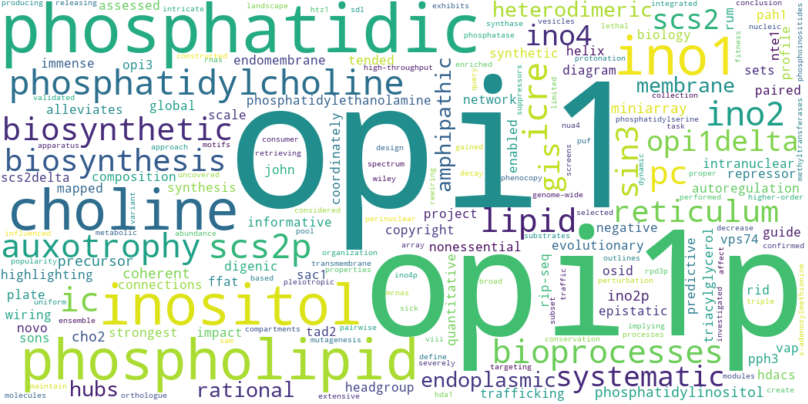 producing releasing
phosphatidic
assessed
intricate
htz1 sdl
landscape
heterodimeric
integrated
conclusion
exhibits
vesicles
lethal
scs2
rum
pah1
nucleic
phosphoinositides
constructed
rnas
tended
phosphatase
ino4
biology
ino1
profile
fitness
immense
opi3
endomembrane
high-throughput
synthetic
helix
nte1
phosphatidylcholine
enriched
query
protonation
diagram
sets
paired
validated
alleviates
global
phosphatidylethanolamine
amphipathic
synthase
limited
membrane
collection
apparatus
approach
motifs
scale
network
suppressors
miniarray
ino2
phosphatidylserine
task
methyltransferases
biosynthetic
uncovered
opi1
coordinately
enabled
gis
icre
sin3
nua4
puf
opi1delta
dynamic
higher-order
consumer
retrieving
design
gained
biosynthesis
john
spectrum
decay
screens
phenocopy
intranuclear
pc
proper
performed
scs2delta
composition
synthesis
wiley
rewiring
genome-wide
repressor
autoregulation
mapped
variant
choline
metabolic
influenced
precursor
informative
considered
perinuclear
project
lipid
selected
reticulum
copyright
negative
guide
decrease
auxotrophy
scs2p
pool
nonessential
evolutionary
substrates
vps74
confirmed
popularity
abundance
organization
array
outlines
affect
highlighting
coherent
digenic
transmembrane
properties
opi1p
rip-seq
osid
rpd3p
predictive
triacylglycerol
investigated
s-adenosylmethionine
plate
uniform
ic
connections
based
pleiotropic
sac1
ffat
ino4p
mrnas
broad
quantitative
traffic
subset
perturbation
ino2p
rid
triple
wiring
ensemble
inositol
compartments
pairwise
sick
conservation
epistatic
vap
novo
cho2
strongest
impact
tad2
mutagenesis
viii
implying
processes
bioprocesses
pph3
sons
phospholipid
sam
define
severely
targeting
modules
hdacs
hubs
rational
headgroup
endoplasmic
systematic
trafficking
phosphatidylinositol
molecules
maintain
orthologue
extensive
hda1
create